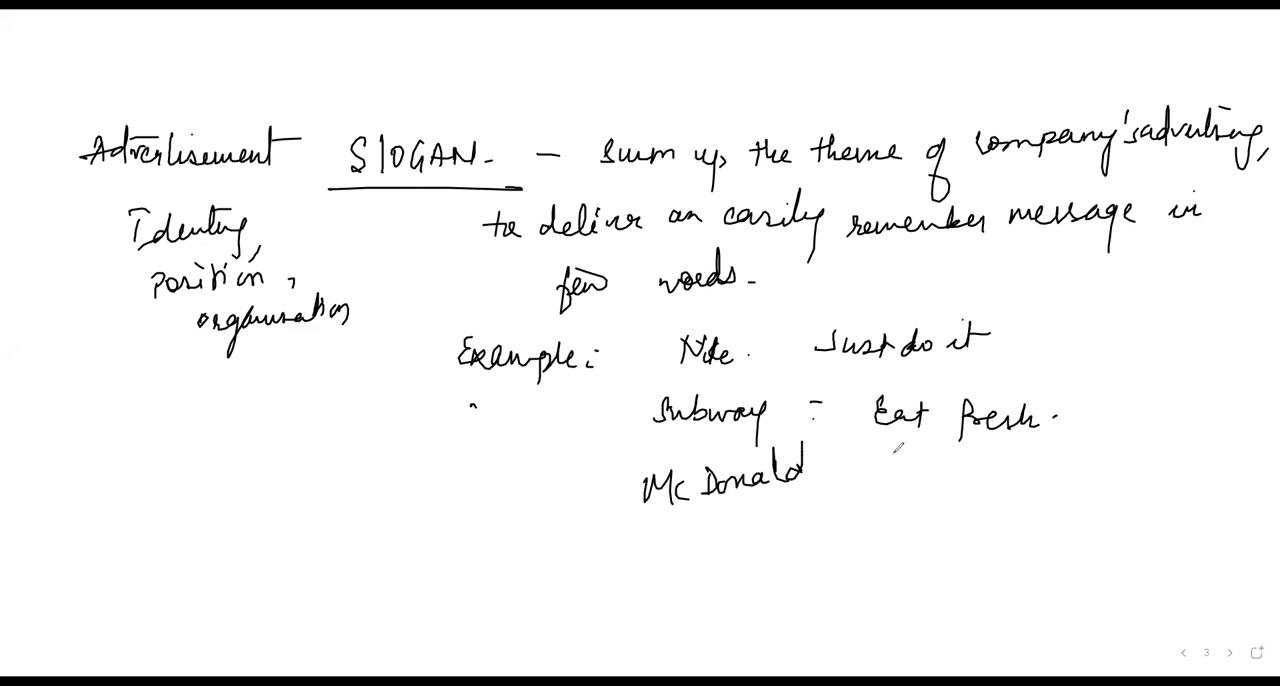 Advertisement SlOGAN - - sum up the theme of company's advertising,
Identity, to deliver an easily remember message in
position, few words.
organisation
Example: Nike. Just do it
Subway : Eat fresh.
McDonald
3